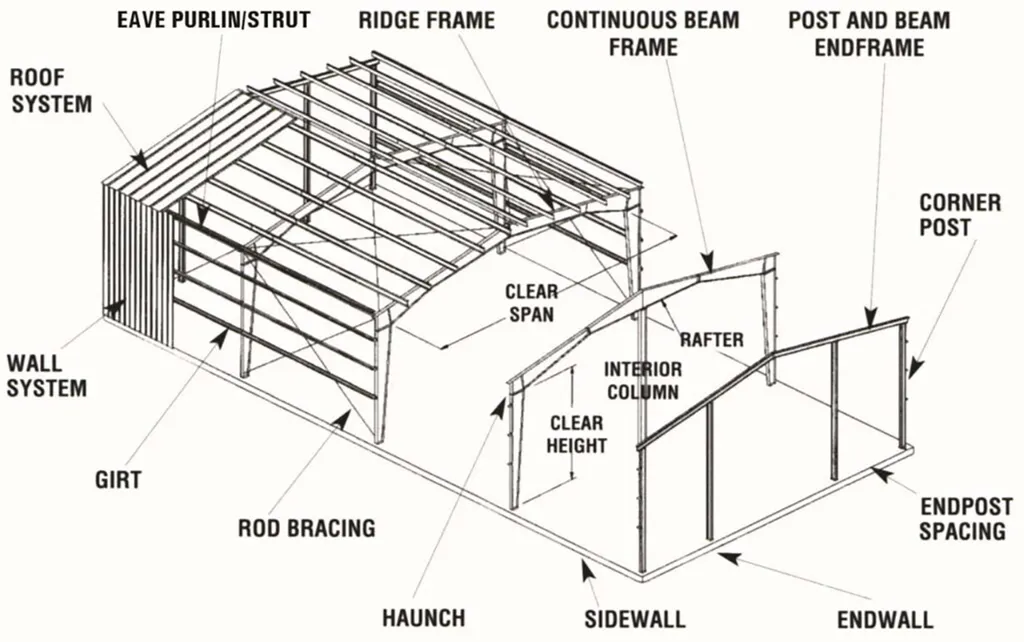 EAVE PURLIN/STRUT
RIDGE FRAME
CONTINUOUS BEAM
FRAME
POST AND BEAM
ENDFRAME
ROOF
SYSTEM
CORNER
POST
CLEAR
SPAN
RAFTER
INTERIOR
COLUMN
WALL
SYSTEM
CLEAR
HEIGHT
GIRT
ROD BRACING
ENDPOST
SPACING
HAUNCH
SIDEWALL
ENDWALL